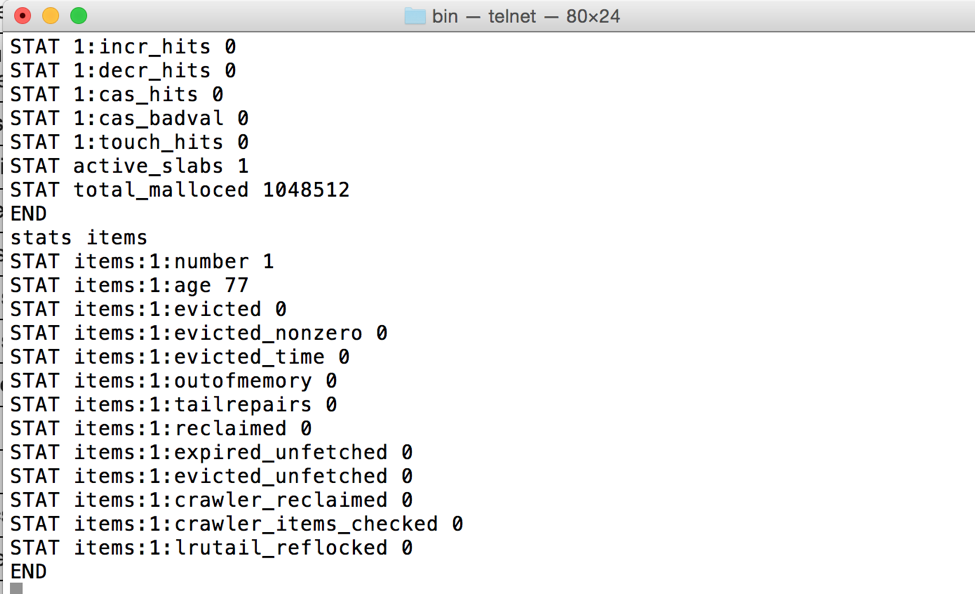 bin — telnet — 80×24
STAT 1:incr_hits 0
STAT 1:decr_hits 0
STAT 1:cas_hits 0
STAT 1:cas_badval 0
STAT 1:touch_hits 0
STAT active_slabs 1
STAT total_malloced 1048512
END
stats items
STAT items:1:number 1
STAT items:1:age 77
STAT items:1:evicted 0
STAT items:1:evicted_nonzero 0
STAT items:1:evicted_time 0
STAT items:1:outofmemory 0
STAT items:1:tailrepairs 0
STAT items:1:reclaimed 0
STAT items:1:expired_unfetched 0
STAT items:1:evicted_unfetched 0
STAT items:1:crawler_reclaimed 0
STAT items:1:crawler_items_checked 0
STAT items:1:lrutail_reflocked 0
END